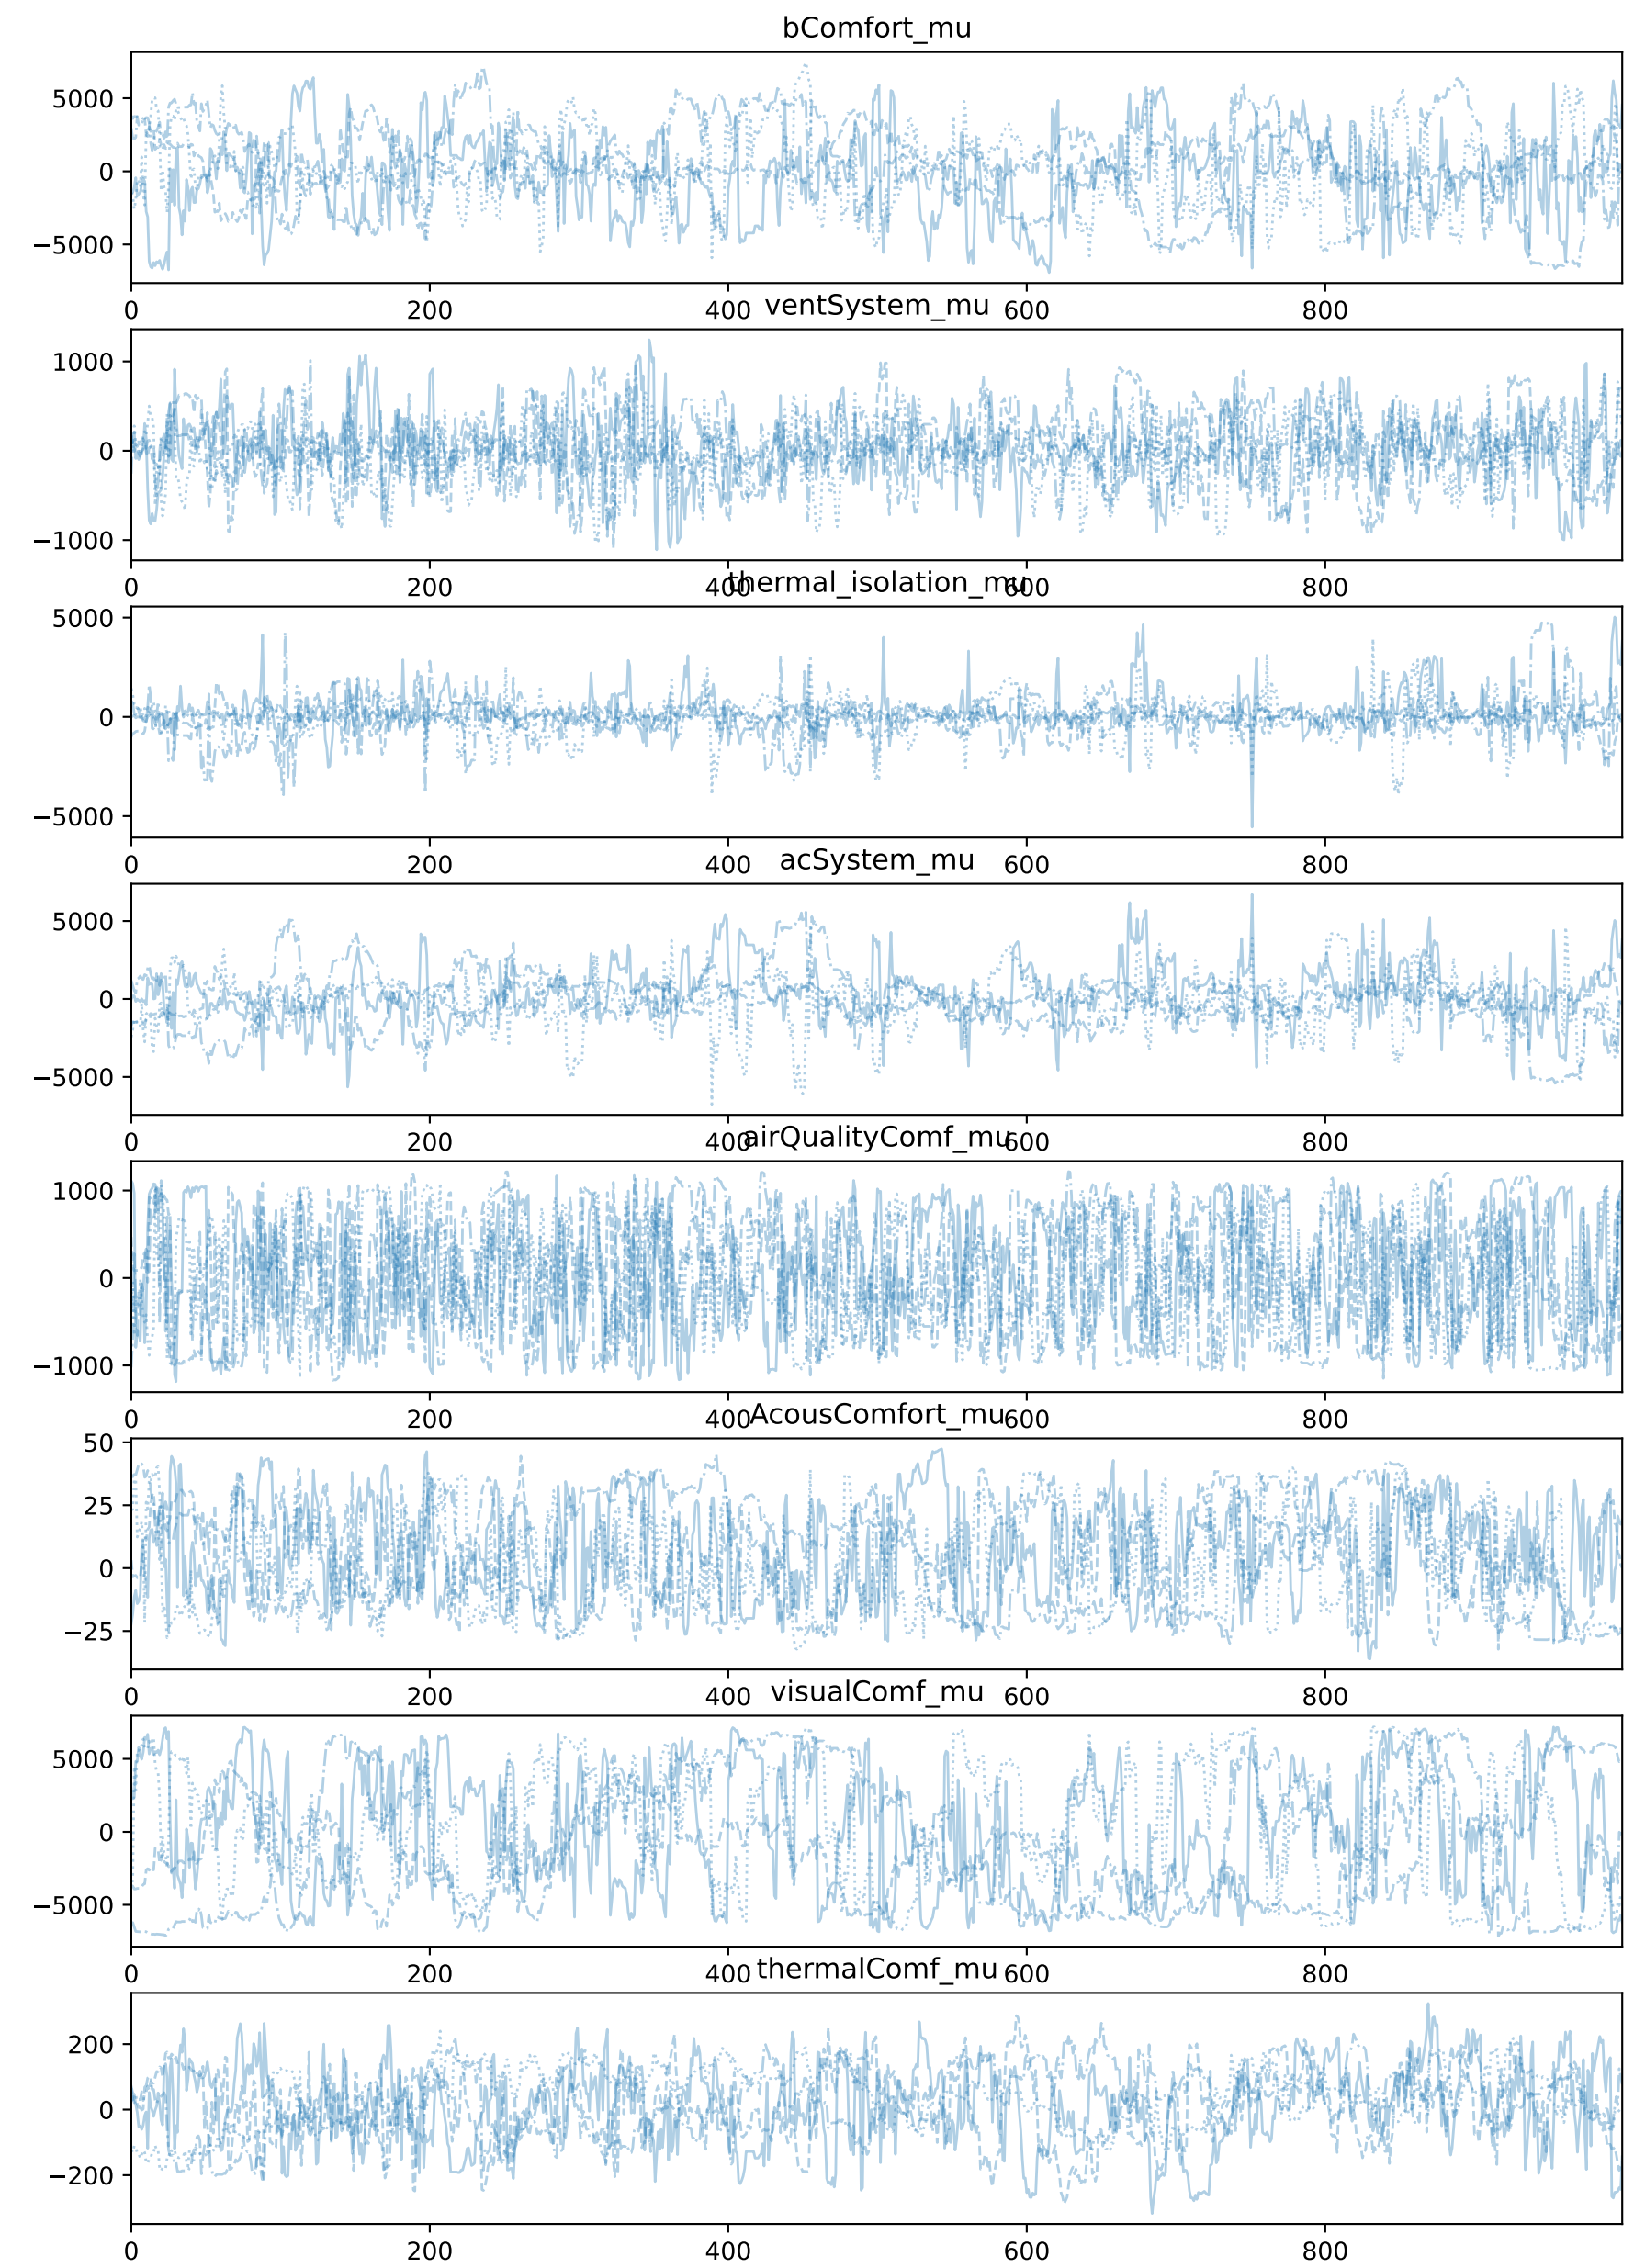 bComfort_mu
5000
0
−5000
0 200 400 600 800
ventSystem_mu
1000
0
−1000
0 200 400 600 800
thermal_isolation_mu
5000
0
−5000
0 200 400 600 800
acSystem_mu
5000
0
−5000
0 200 400 600 800
airQualityComf_mu
1000
0
−1000
0 200 400 600 800
AcousComfort_mu
50
25
0
−25
0 200 400 600 800
visualComf_mu
5000
0
−5000
0 200 400 600 800
thermalComf_mu
200
0
−200
0 200 400 600 800